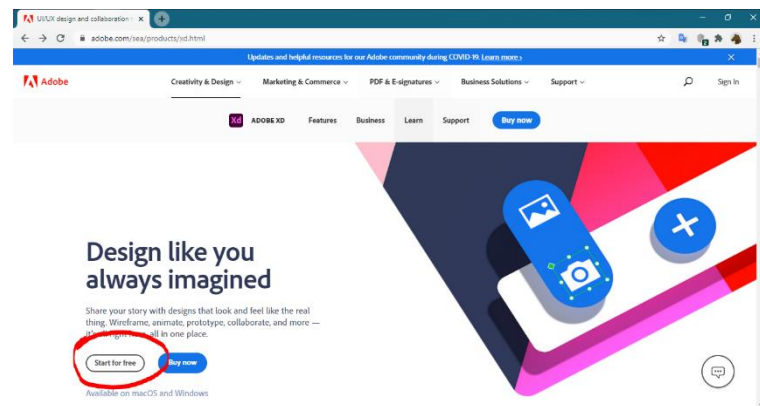 UI/UX design and collaboration
adobe.com/sea/products/xd.html
Updates and helpful resources for our Adobe community during COVID-19. Learn more ›
Adobe
Creativity & Design
Marketing & Commerce
PDF & E-signatures
Business Solutions
Support
Sign In
Xd
ADOBE XD
Features
Business
Learn
Support
Buy now
Design like you
always imagined
Share your story with designs that look and feel like the real
thing. Wireframe, animate, prototype, collaborate, and more —
all in one place.
Start for free
Buy now
Available on macOS and Windows